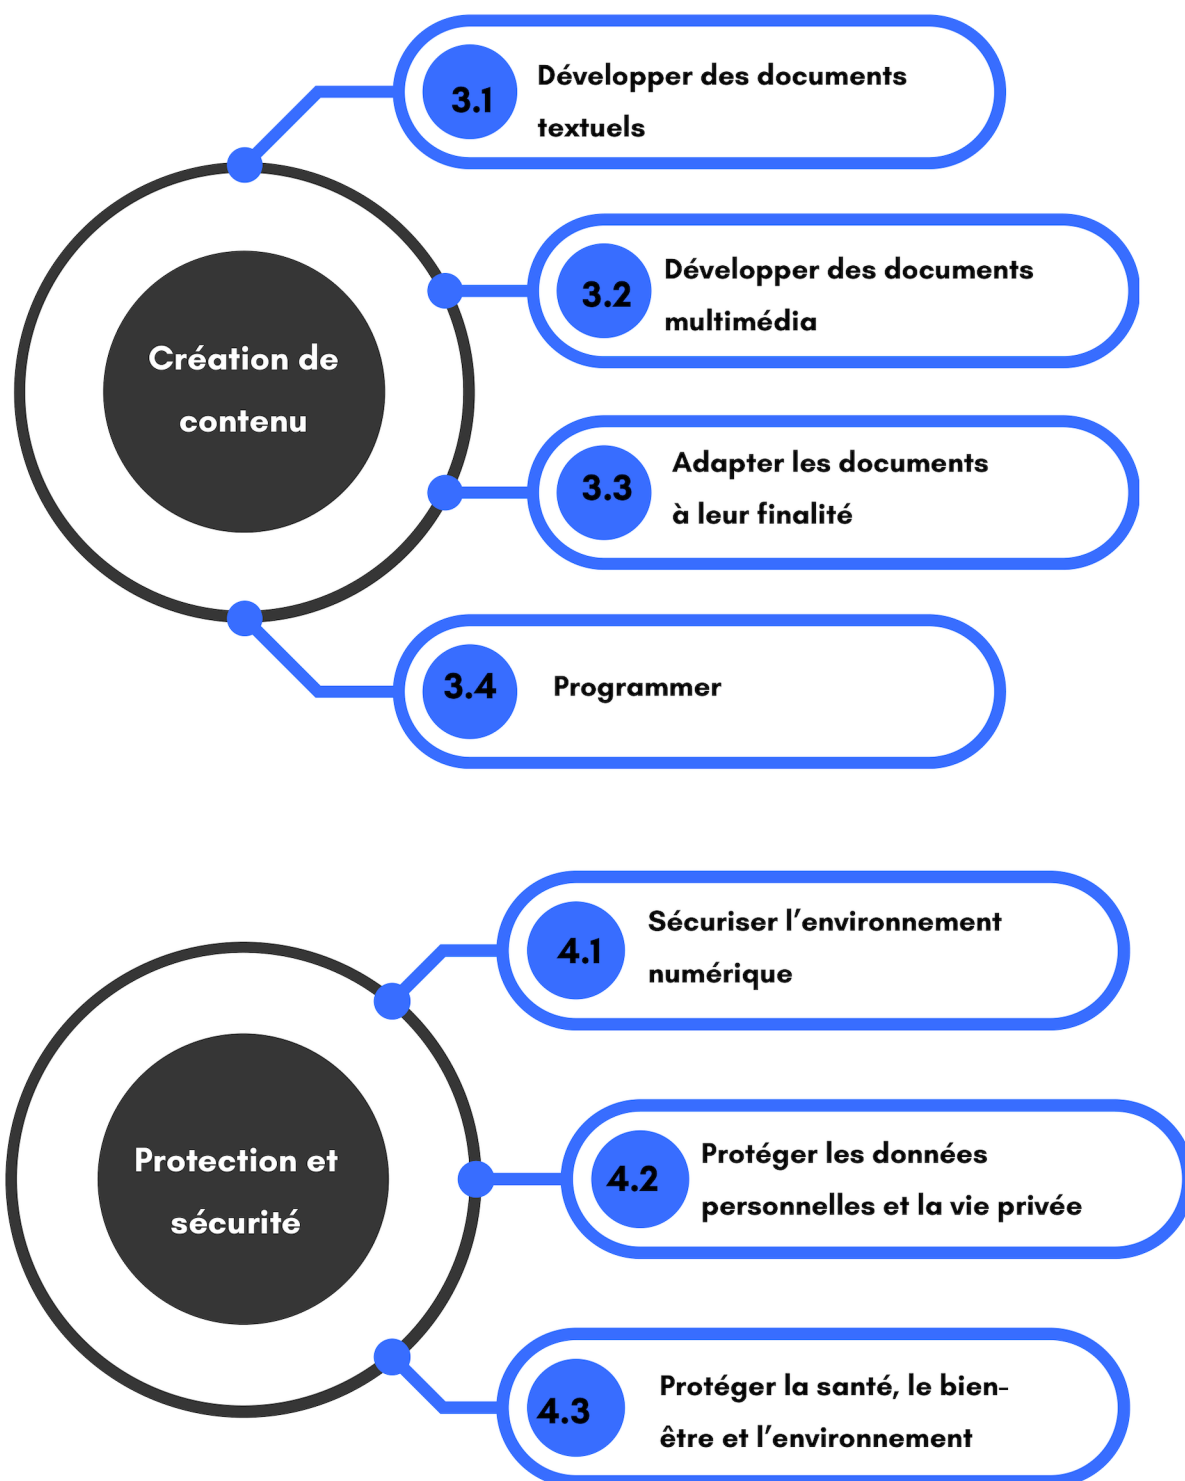 3.1
Développer des documents
textuels
3.2
Développer des documents
multimédia
Création de
contenu
3.3
Adapter les documents
à leur finalité
3.4
Programmer
4.1
Sécuriser l’environnement
numérique
Protection et
sécurité
4.2
Protéger les données
personnelles et la vie privée
4.3
Protéger la santé, le bien-
être et l’environnement